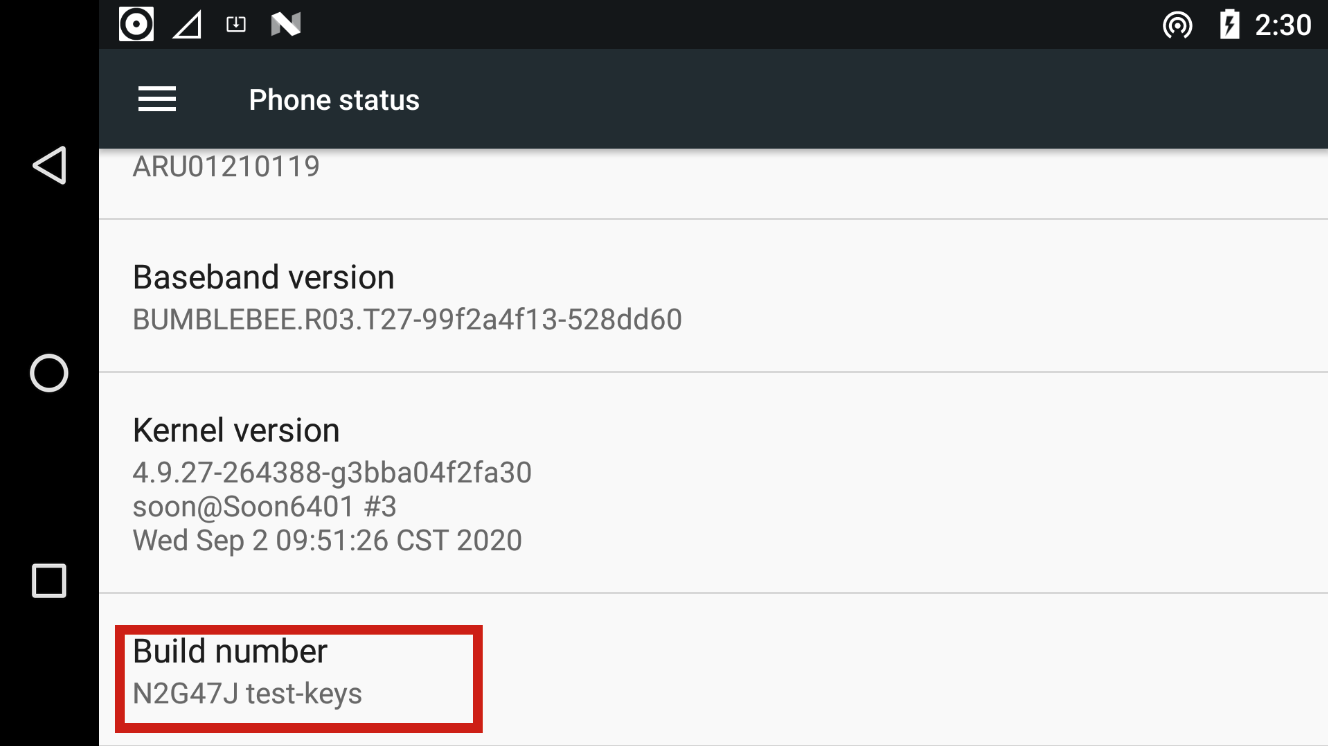 2:30
Phone status
ARU01210119
Baseband version
BUMBLEBEE.R03.T27-99f2a4f13-528dd60
Kernel version
4.9.27-264388-g3bba04f2fa30
soon@Soon6401 #3
Wed Sep 2 09:51:26 CST 2020
Build number
N2G47J test-keys